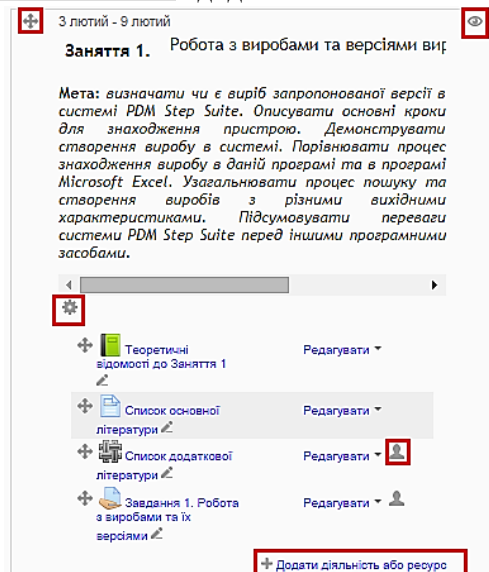 3 лютий - 9 лютий
Заняття 1. Робота з виробами та версіями вир
Мета: визначати чи є виріб запропонованої версії в
системі PDM Step Suite. Описувати основні кроки
для знаходження пристрою. Демонструвати
створення виробу в системі. Порівнювати процес
знаходження виробу в даній програмі та в програмі
Microsoft Excel. Узагальнювати процес пошуку та
створення виробів з різними вихідними
характеристиками. Підсумовувати переваги
системи PDM Step Suite перед іншими програмними
засобами.
Теоретичні Редагувати
відомості до Заняття 1
Список основної Редагувати
літератури
Список додаткової Редагувати
літератури
Завдання 1. Робота Редагувати
з виробами та їх
версіями
Додати діяльність або ресурс